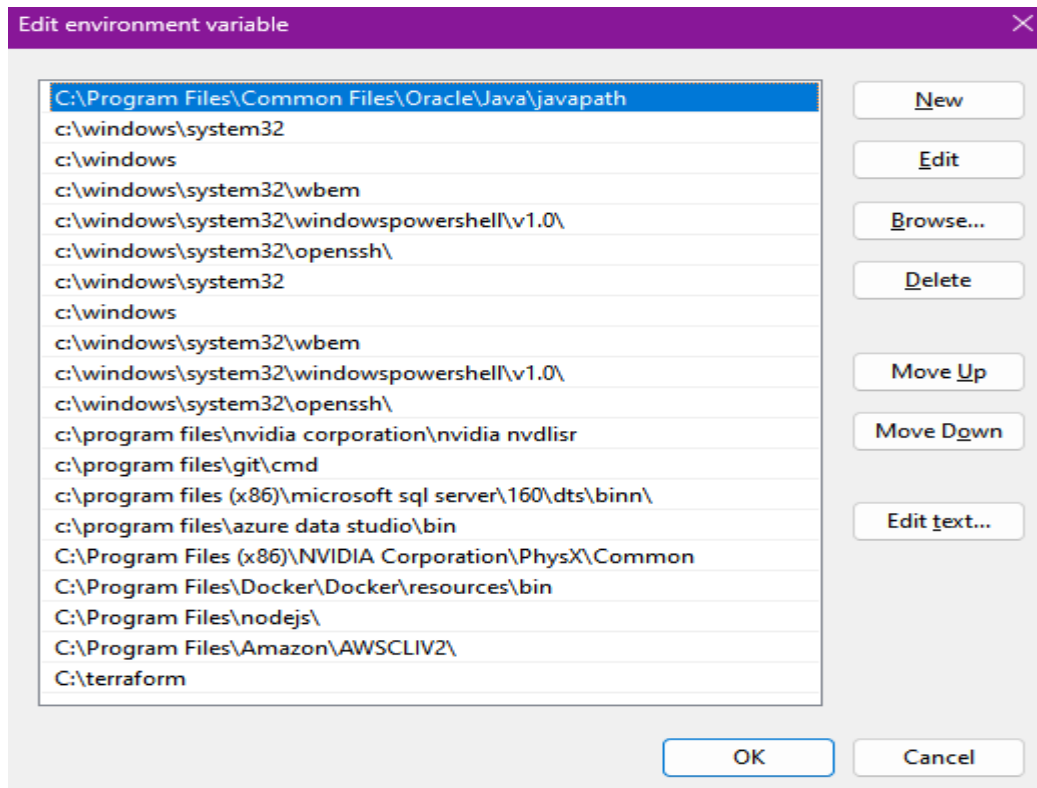 Edit environment variable
C:\Program Files\Common Files\Oracle\Java\javapath
New
c:\windows\system32
c:\windows
Edit
c:\windows\system32\wbem
c:\windows\system32\windowspowershell\v1.0\
Browse...
c:\windows\system32\openssh\
c:\windows\system32
Delete
c:\windows
c:\windows\system32\wbem
c:\windows\system32\windowspowershell\v1.0\
Move Up
c:\windows\system32\openssh\
c:\program files\nvidia corporation\nvidia nvdlisr
Move Down
c:\program files\git\cmd
c:\program files (x86)\microsoft sql server\160\dts\binn\
c:\program files\azure data studio\bin
Edit text...
C:\Program Files (x86)\NVIDIA Corporation\PhysX\Common
C:\Program Files\Docker\Docker\resources\bin
C:\Program Files\nodejs\
C:\Program Files\Amazon\AWSCLIV2\
C:\terraform
OK
Cancel